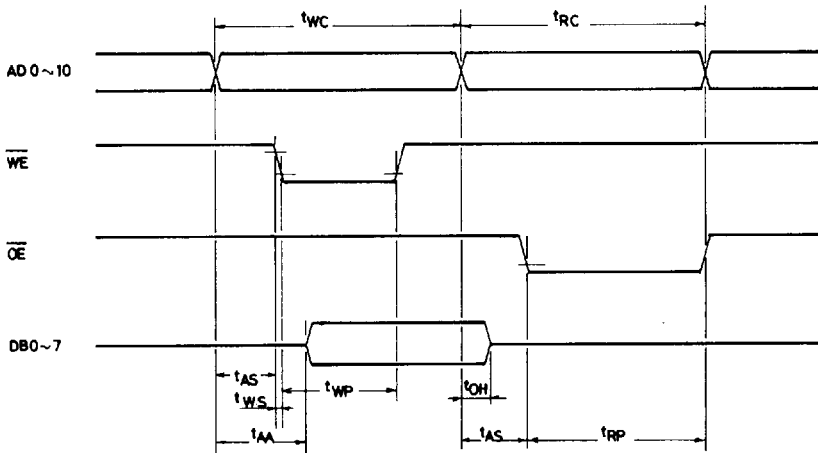 tWC tRC
AD 0~10
WE
OE
DB0~7
tAS tWP tOH
tWS
tAA tAS tRP